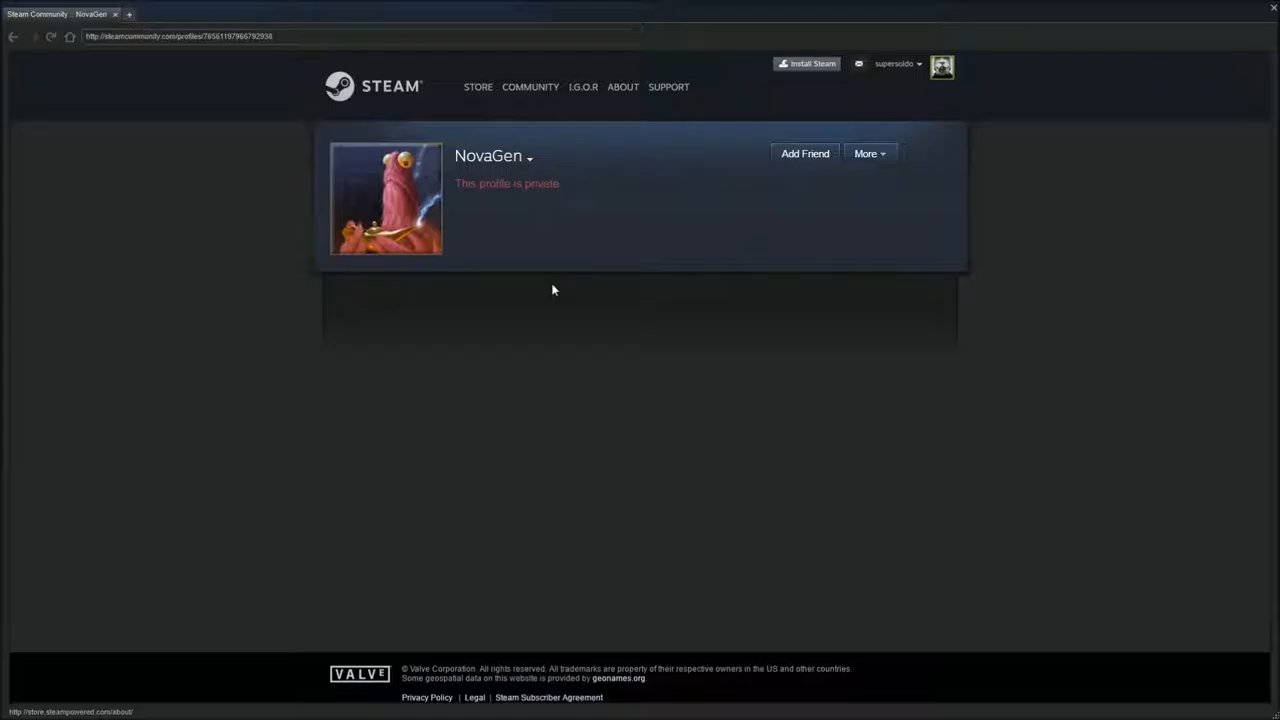 Steam Community :: NovaGen
http://steamcommunity.com/profiles/76561197966792938
Install Steam
supersoldo
STEAM®
STORE COMMUNITY I.G.O.R ABOUT SUPPORT
NovaGen
Add Friend
More
This profile is private
VALVE
© Valve Corporation. All rights reserved. All trademarks are property of their respective owners in the US and other countries.
Some geospatial data on this website is provided by geonames.org.
Privacy Policy | Legal | Steam Subscriber Agreement
http://store.steampowered.com/about/